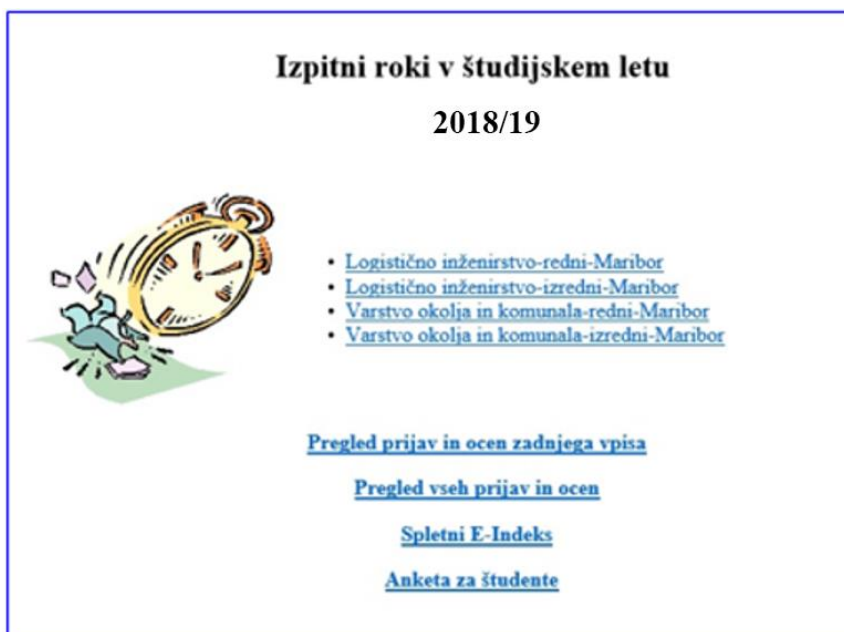 Izpitni roki v študijskem letu
2018/19
• Logistično inženirstvo-redni-Maribor
• Logistično inženirstvo-izredni-Maribor
• Varstvo okolja in komunala-redni-Maribor
• Varstvo okolja in komunala-izredni-Maribor
Pregled prijav in ocen zadnjega vpisa
Pregled vseh prijav in ocen
Spletni E-Indeks
Anketa za študente